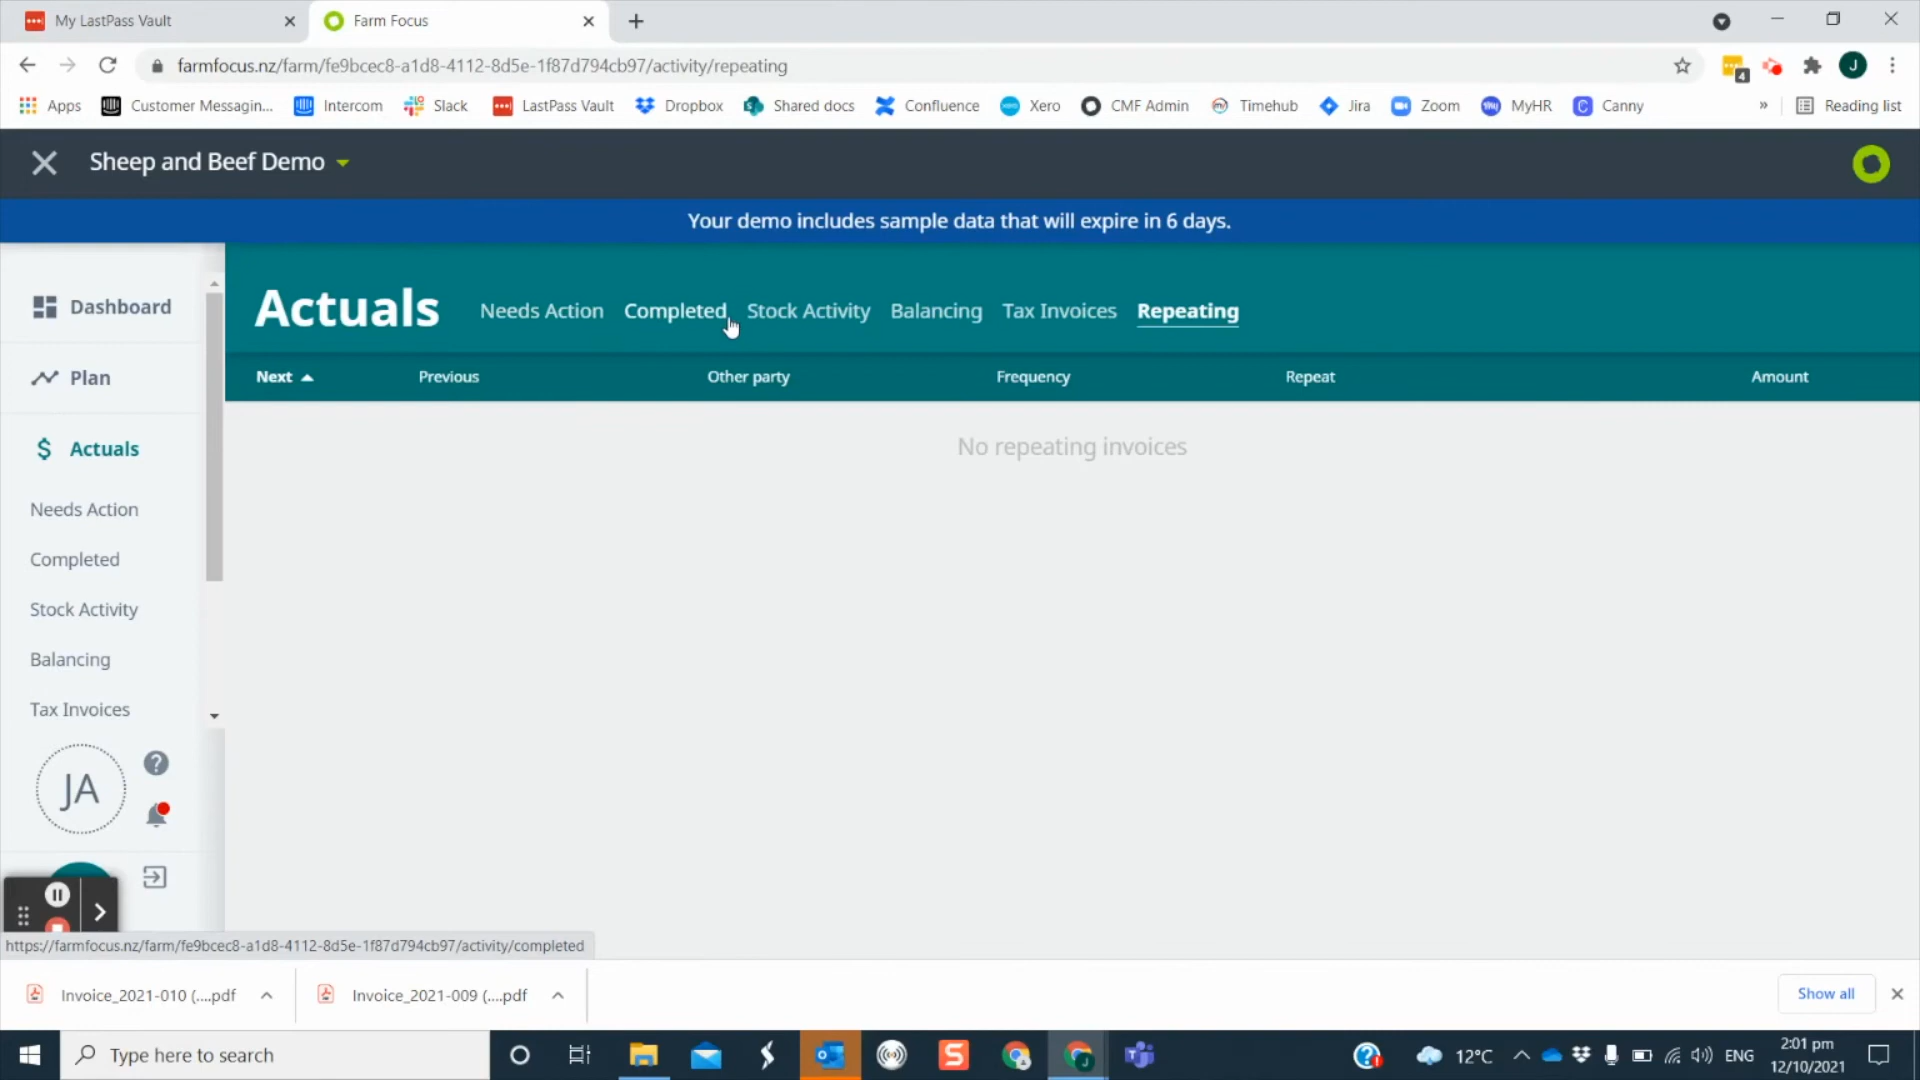 My LastPass Vault
Farm Focus
farmfocus.nz/farm/fe9bcec8-a1d8-4112-8d5e-1f87d794cb97/activity/repeating
4
J
Apps
Customer Messagin...
Intercom
Slack
LastPass Vault
Dropbox
Shared docs
Confluence
Xero
CMF Admin
Timehub
Jira
Zoom
MyHR
Canny
»
Reading list
Sheep and Beef Demo
Your demo includes sample data that will expire in 6 days.
Dashboard
Plan
Actuals
Needs Action
Completed
Stock Activity
Balancing
Tax Invoices
JA
Actuals
Needs Action
Completed
Stock Activity
Balancing
Tax Invoices
Repeating
Next
Previous
Other party
Frequency
Repeat
Amount
No repeating invoices
https://farmfocus.nz/farm/fe9bcec8-a1d8-4112-8d5e-1f87d794cb97/activity/completed
Invoice_2021-010 (....pdf
Invoice_2021-009 (....pdf
Show all
Type here to search
12°C
ENG
2:01 pm
12/10/2021